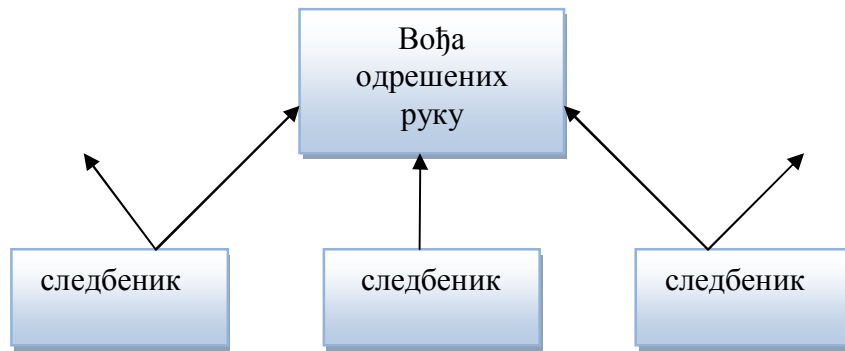 Вођа
одрешених
руку
следбеник
следбеник
следбеник